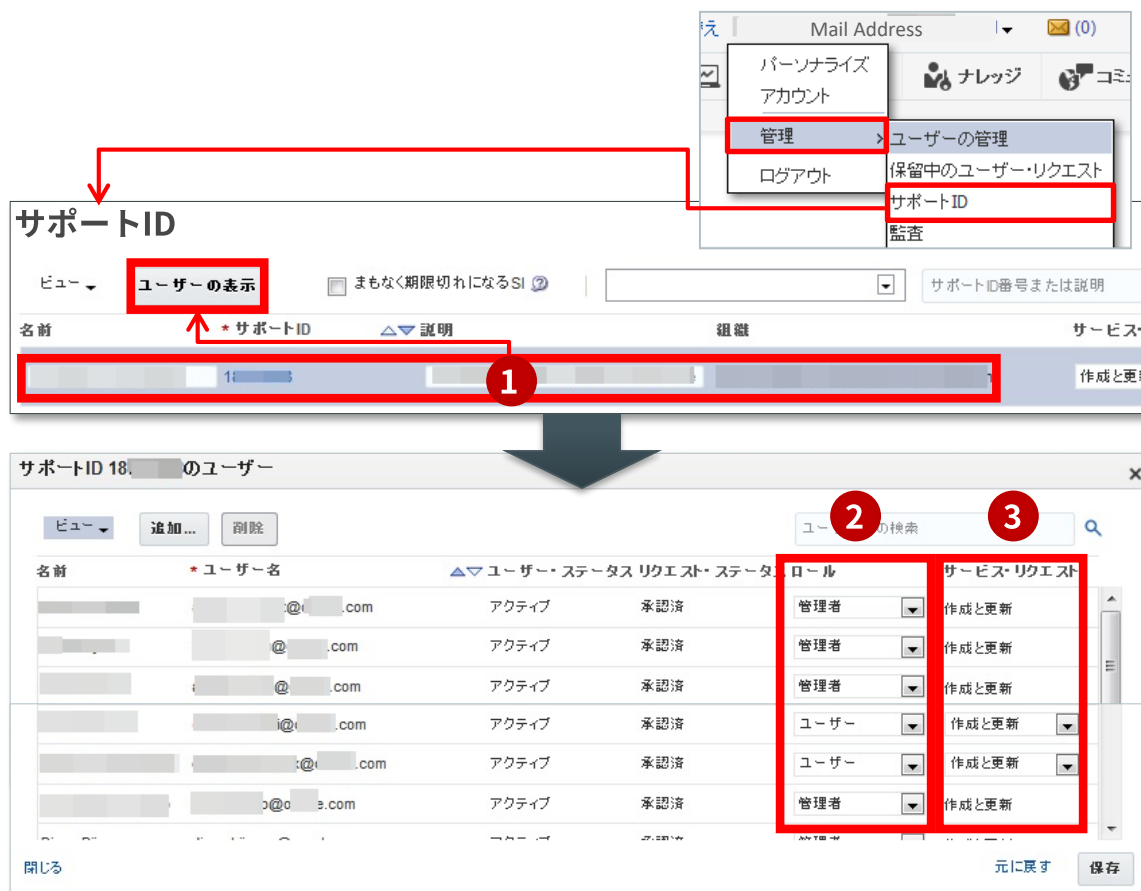 Mail Address
(0)
パーソナライズ
アカウント
ナレッジ
管理
ユーザーの管理
保留中のユーザー・リクエスト
ログアウト
サポートID
監査
サポートID
ビュー
ユーザーの表示
まもなく期限切れになるSI
サポートID番号または説明
名前
* サポートID
説明
組織
サービス・
1
作成と更新
サポートID 18.
のユーザー
ビュー
追加...
削除
2
3
の検索
名前
* ユーザー名
ユーザー・ステータス
リクエスト・ステータス
ロール
サービス・リクエスト
@ .com アクティブ 承認済 管理者 作成と更新
@ .com アクティブ 承認済 管理者 作成と更新
@ .com アクティブ 承認済 管理者 作成と更新
i@ .com アクティブ 承認済 ユーザー 作成と更新
@ .com アクティブ 承認済 ユーザー 作成と更新
@o e.com アクティブ 承認済 管理者 作成と更新
閉じる
元に戻す
保存